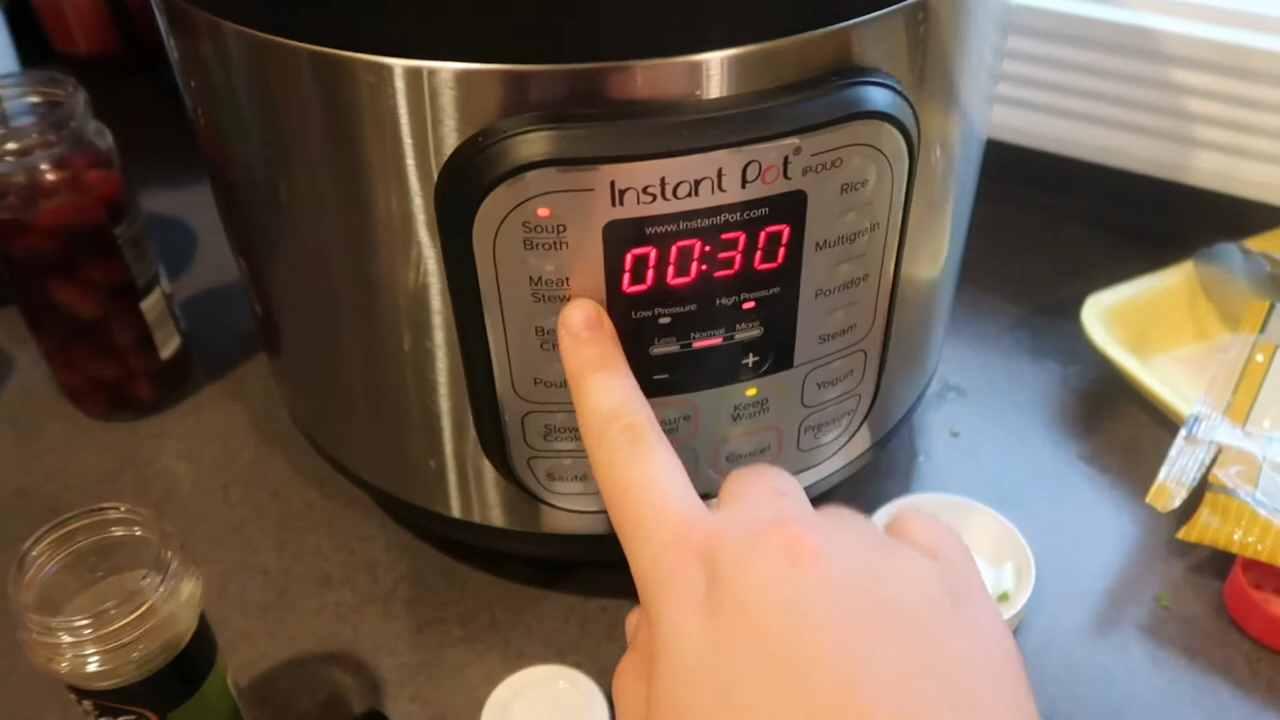 Instant Pot®
IP-DUO
www.InstantPot.com
00:30
Low Pressure
High Pressure
Less
Normal
More
-
+
Soup
Broth
Meat
Stew
Slow
Cook
Sauté
Keep
Warm
Cancel
Rice
Multigrain
Porridge
Steam
Yogurt
Pressure